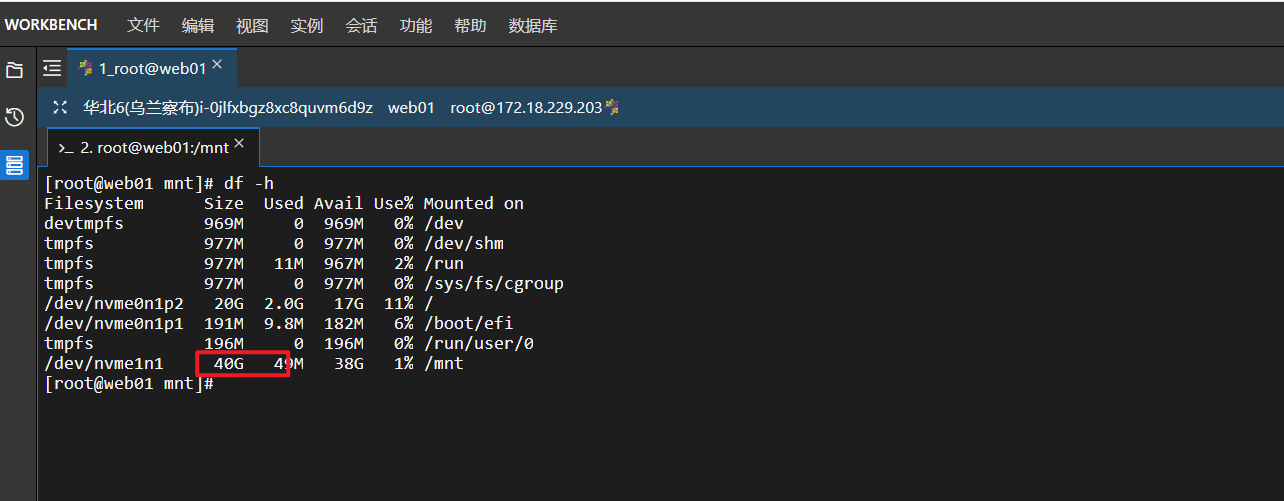 WORKBENCH 文件 编辑 视图 实例 会话 功能 帮助 数据库
1_root@web01
华北6(乌兰察布)i-0jlfxbgz8xc8quvm6d9z web01 root@172.18.229.203
>_ 2. root@web01:/mnt
[root@web01 mnt]# df -h
Filesystem Size Used Avail Use% Mounted on
devtmpfs 969M 0 969M 0% /dev
tmpfs 977M 0 977M 0% /dev/shm
tmpfs 977M 11M 967M 2% /run
tmpfs 977M 0 977M 0% /sys/fs/cgroup
/dev/nvme0n1p2 20G 2.0G 17G 11% /
/dev/nvme0n1p1 191M 9.8M 182M 6% /boot/efi
tmpfs 196M 0 196M 0% /run/user/0
/dev/nvme1n1 40G 49M 38G 1% /mnt
[root@web01 mnt]#